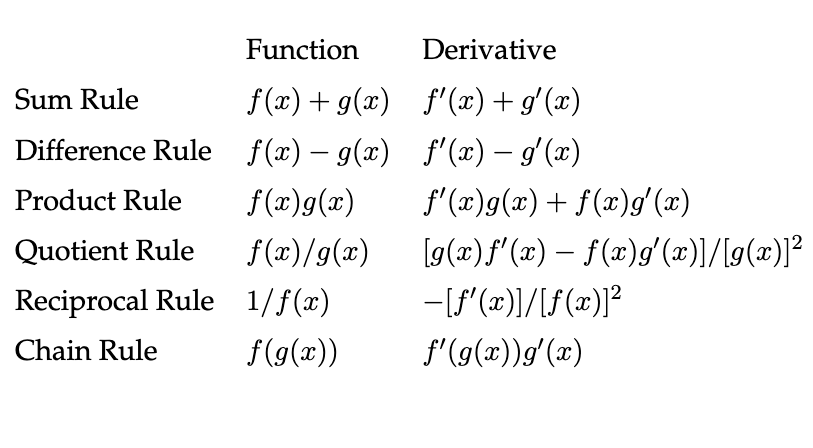 Function Derivative
Sum Rule f(x) + g(x) f′(x) + g′(x)
Difference Rule f(x) − g(x) f′(x) − g′(x)
Product Rule f(x)g(x) f′(x)g(x) + f(x)g′(x)
Quotient Rule f(x)/g(x) [g(x)f′(x) − f(x)g′(x)]/[g(x)]²
Reciprocal Rule 1/f(x) −[f′(x)]/[f(x)]²
Chain Rule f(g(x)) f′(g(x))g′(x)